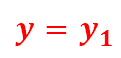 y = y₁